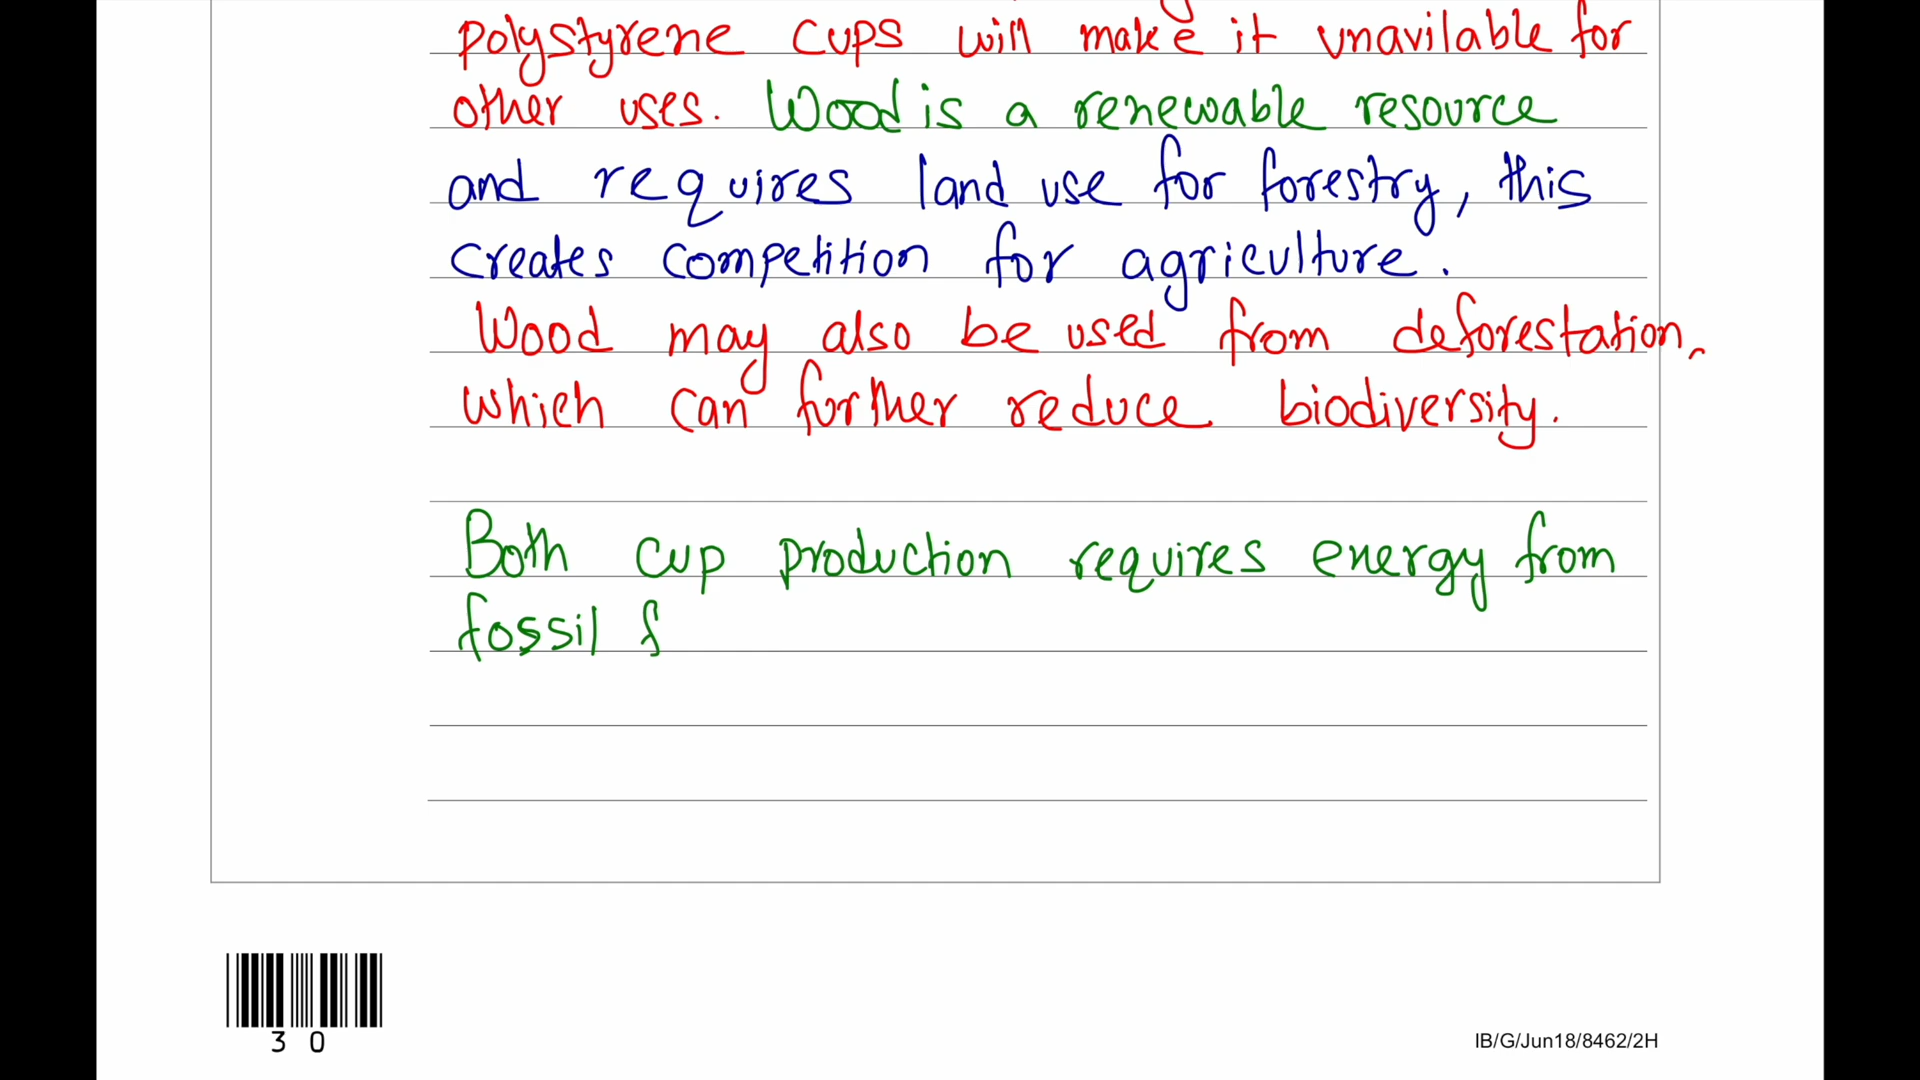 polystyrene cups will make it unavilable for
other uses. Wood is a renewable resource
and requires land use for forestry, this
creates competition for agriculture.
Wood may also be used from deforestation,
which can further reduce biodiversity.
Both cup production requires energy from
fossil f
3 0
IB/G/Jun18/8462/2H